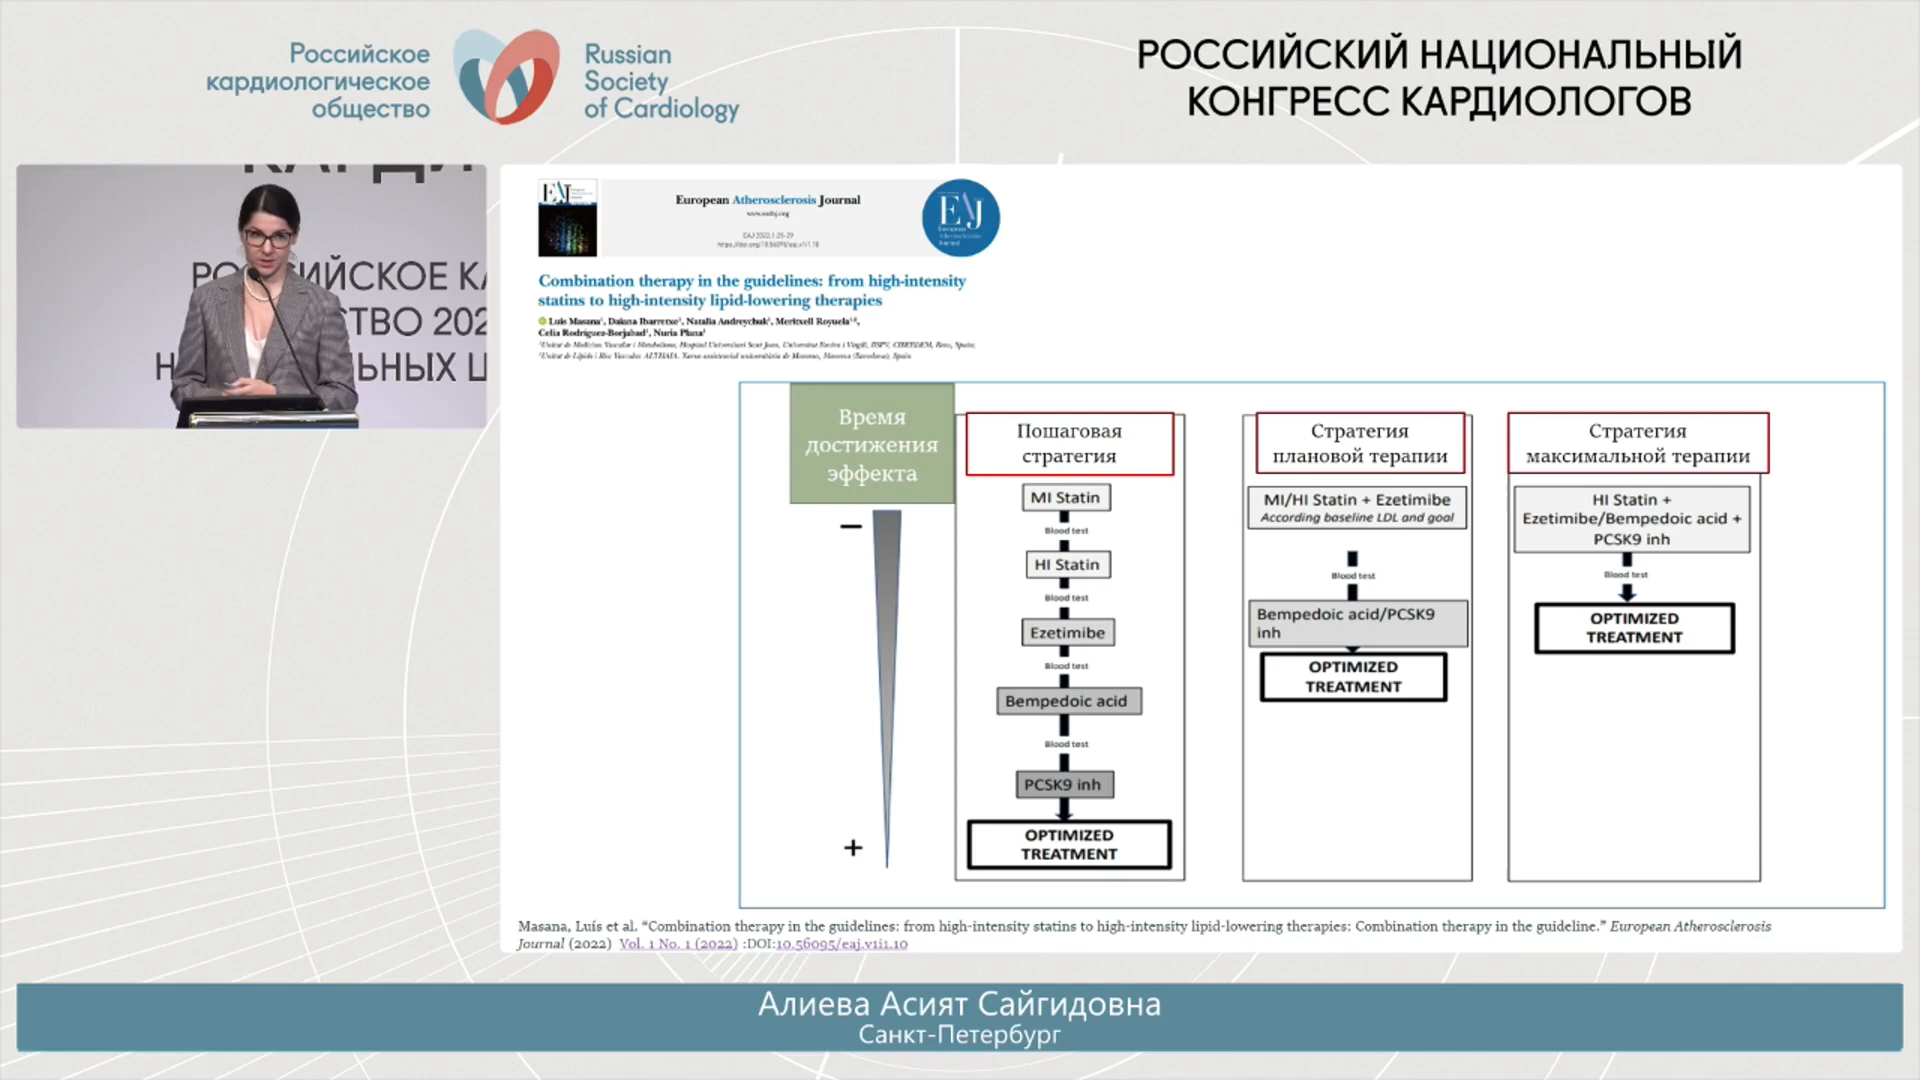 Российское
кардиологическое
общество
Russian
Society
of Cardiology
РОССИЙСКИЙ НАЦИОНАЛЬНЫЙ
КОНГРЕСС КАРДИОЛОГОВ
European Atherosclerosis Journal
www.eathj.org
EAJ
Combination therapy in the guidelines: from high-intensity
statins to high-intensity lipid-lowering therapies
Luis Masana, Daiana Ibarretxe, Natalia Andreychuk, Meritxell Royuela,
Celia Rodríguez-Borjabad, Nuria Plana
Время
достижения
эффекта
−
+
Пошаговая
стратегия
MI Statin
Blood test
HI Statin
Blood test
Ezetimibe
Blood test
Bempedoic acid
Blood test
PCSK9 inh
OPTIMIZED
TREATMENT
Стратегия
плановой терапии
MI/HI Statin + Ezetimibe
According baseline LDL and goal
Blood test
Bempedoic acid/PCSK9
inh
OPTIMIZED
TREATMENT
Стратегия
максимальной терапии
HI Statin +
Ezetimibe/Bempedoic acid +
PCSK9 inh
Blood test
OPTIMIZED
TREATMENT
Masana, Luís et al. “Combination therapy in the guidelines: from high-intensity statins to high-intensity lipid-lowering therapies: Combination therapy in the guideline.” European Atherosclerosis
Journal (2022) Vol. 1 No. 1 (2022) :DOI:10.56095/eaj.v1i1.10
Алиева Асият Сайгидовна
Санкт-Петербург